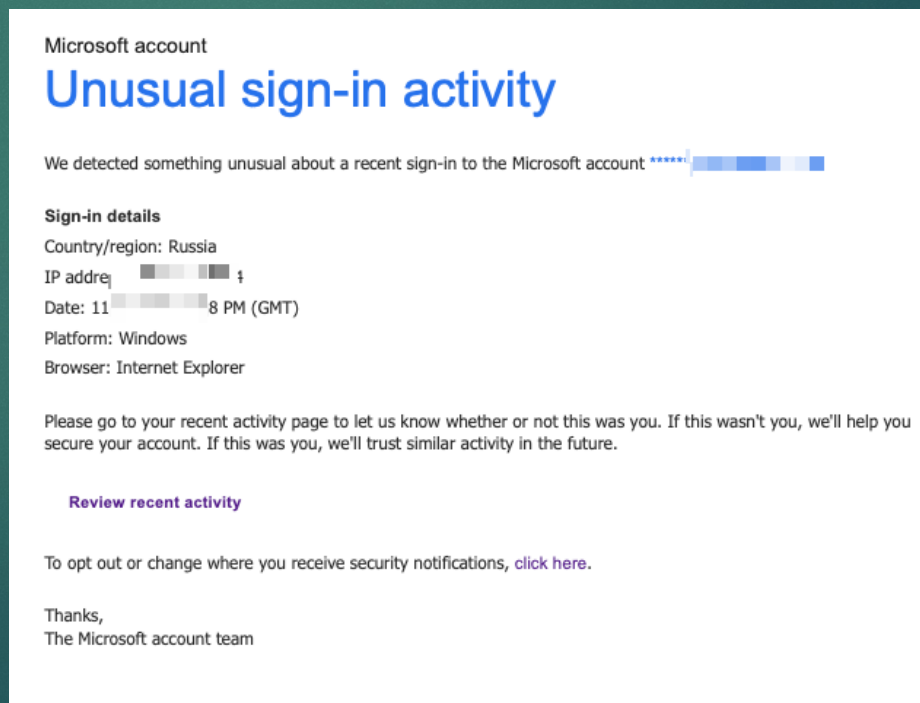 Microsoft account
Unusual sign-in activity
We detected something unusual about a recent sign-in to the Microsoft account *****
Sign-in details
Country/region: Russia
IP addre
Date: 11 8 PM (GMT)
Platform: Windows
Browser: Internet Explorer
Please go to your recent activity page to let us know whether or not this was you. If this wasn't you, we'll help you
secure your account. If this was you, we'll trust similar activity in the future.
Review recent activity
To opt out or change where you receive security notifications, click here.
Thanks,
The Microsoft account team